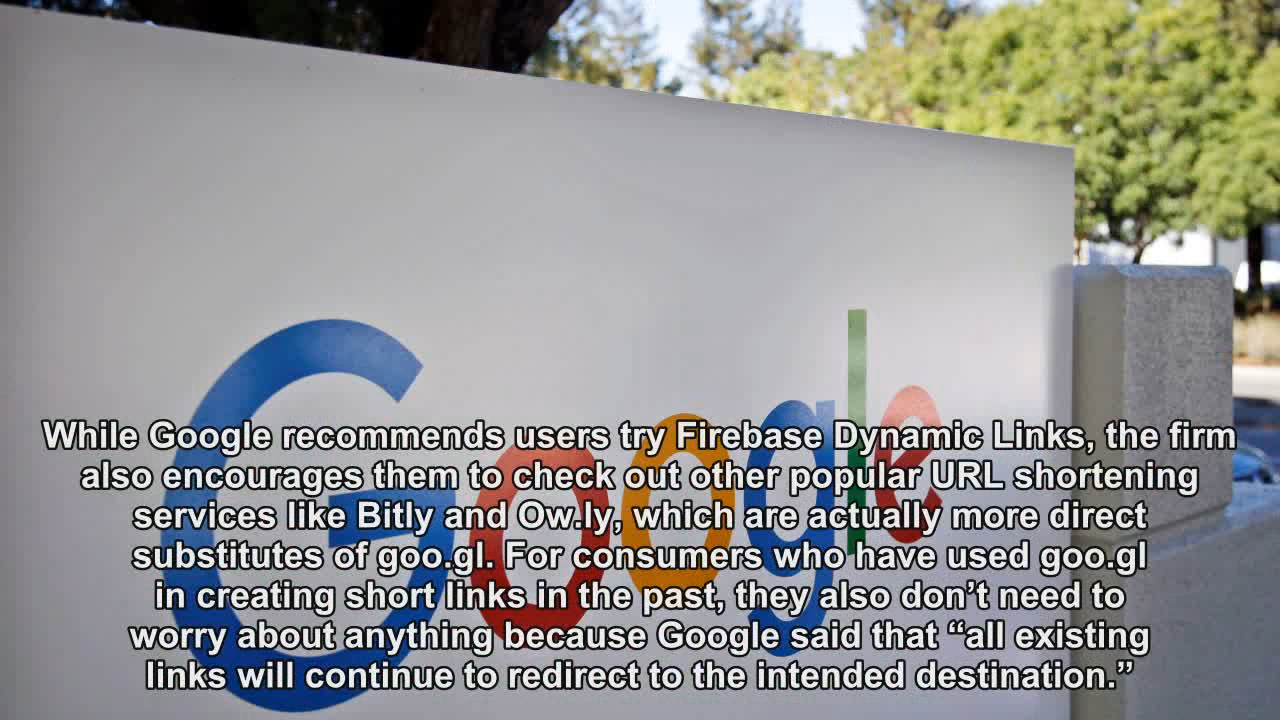 Google
While Google recommends users try Firebase Dynamic Links, the firm
also encourages them to check out other popular URL shortening
services like Bitly and Ow.ly, which are actually more direct
substitutes of goo.gl. For consumers who have used goo.gl
in creating short links in the past, they also don’t need to
worry about anything because Google said that “all existing
links will continue to redirect to the intended destination.”